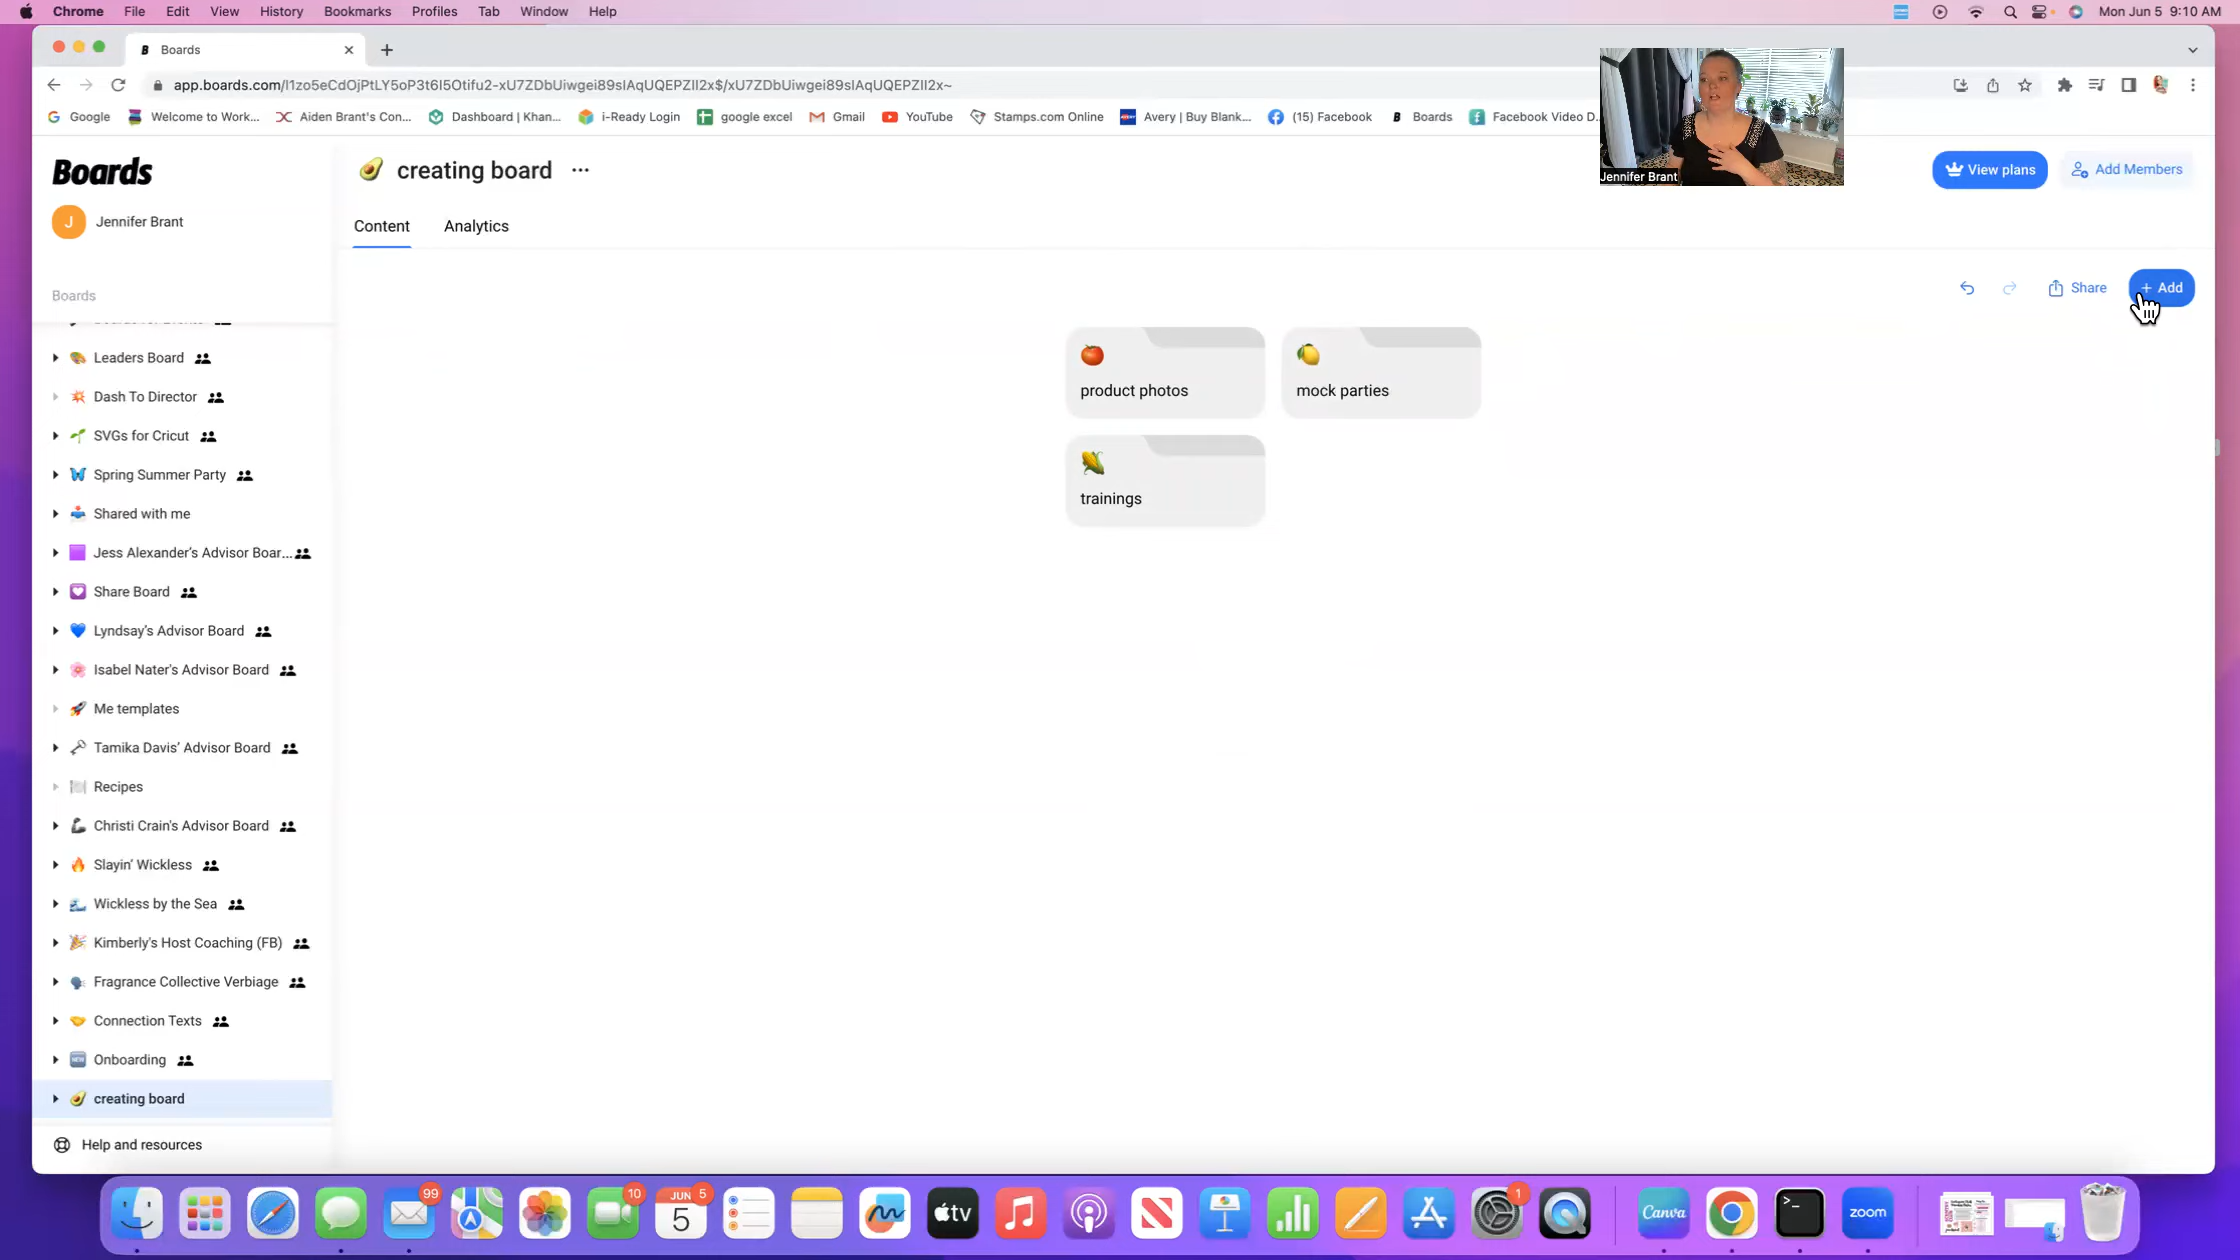 Chrome File Edit View History Bookmarks Profiles Tab Window Help Mon Jun 5 9:10 AM
B Boards
app.boards.com/
Google Welcome to Work... Aiden Brant's Con... Dashboard | Khan... i-Ready Login google excel Gmail YouTube Stamps.com Online Avery | Buy Blank... (15) Facebook B Boards Facebook Video D...
Jennifer Brant
Boards
creating board ...
View plans
Add Members
Jennifer Brant
Content Analytics
Boards
Share
+ Add
product photos
mock parties
trainings
Leaders Board
Dash To Director
SVGs for Cricut
Spring Summer Party
Shared with me
Jess Alexander's Advisor Boar...
Share Board
Lyndsay's Advisor Board
Isabel Nater's Advisor Board
Me templates
Tamika Davis' Advisor Board
Recipes
Christi Crain's Advisor Board
Slayin' Wickless
Wickless by the Sea
Kimberly's Host Coaching (FB)
Fragrance Collective Verbiage
Connection Texts
NEW Onboarding
creating board
Help and resources
99
10
JUN 5
5
tv
1
Canva
>_
zoom